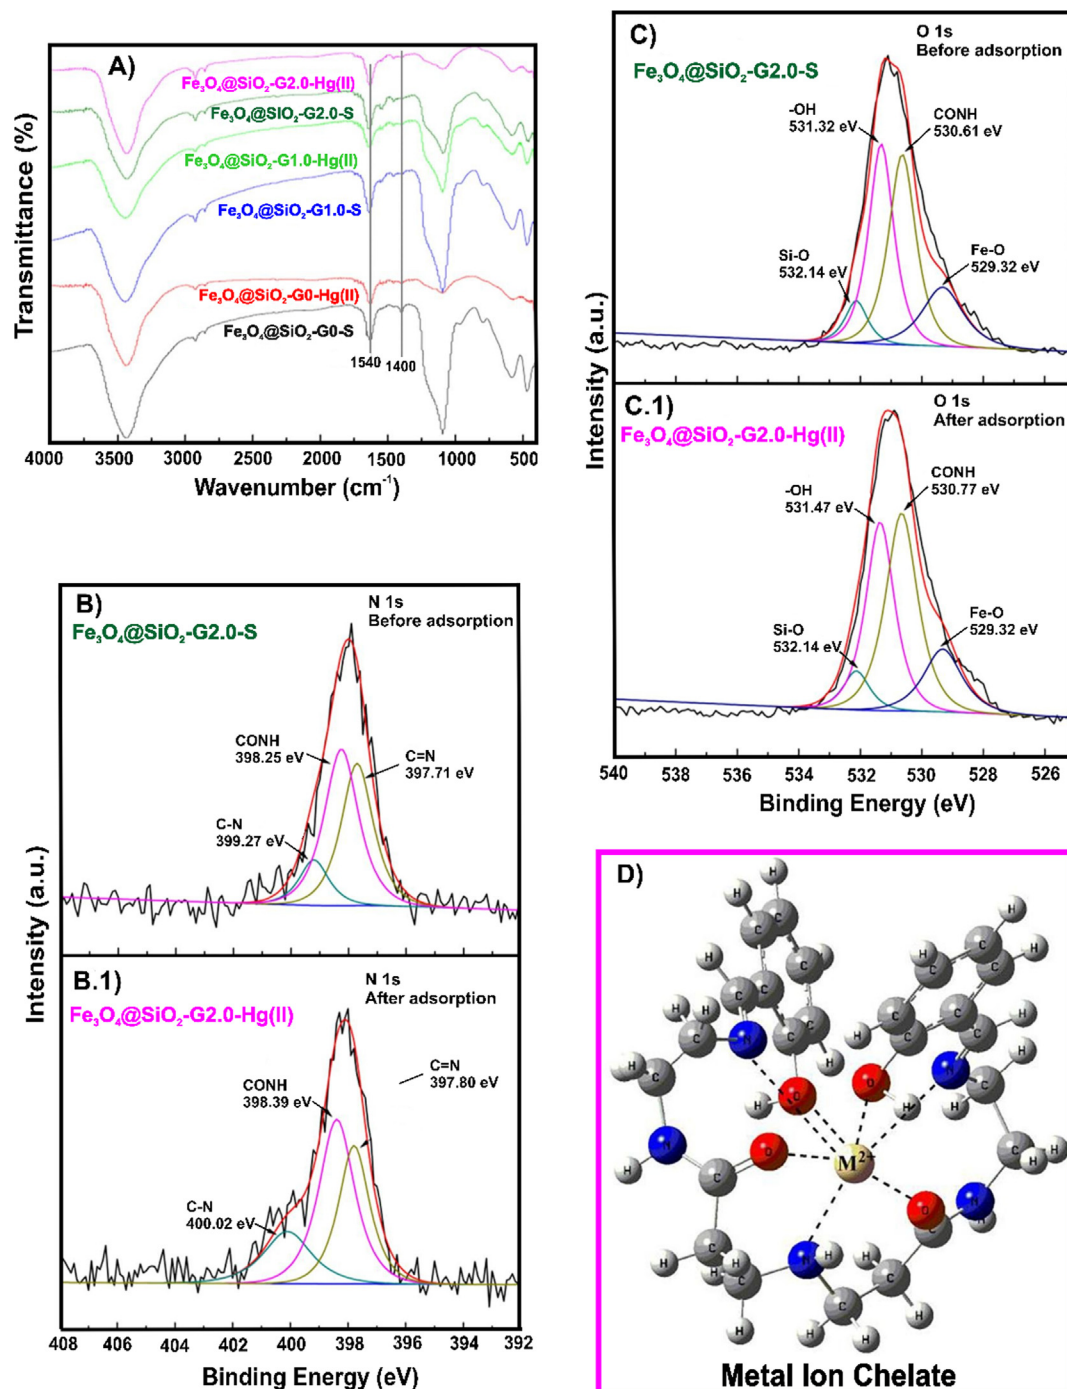 A)
Fe₃O₄@SiO₂-G2.0-Hg(II)
Fe₃O₄@SIO₂-G2.0-S
Fe₃O₄@SiO₂-G1.0-Hg(II)
Fe₃O₄@SiO₂-G1.0-S
Fe₃O₄@SiO₂-G0-Hg(II)
Fe₃O₄@SiO₂-G0-S
1540
1400
Transmittance (%)
4000 3500 3000 2500 2000 1500 1000 500
Wavenumber (cm⁻¹)
B)
N 1s
Before adsorption
Fe₃O₄@SiO₂-G2.0-S
CONH
398.25 eV
C=N
397.71 eV
C-N
399.27 eV
B.1)
N 1s
After adsorption
Fe₃O₄@SiO₂-G2.0-Hg(II)
C=N
397.80 eV
CONH
398.39 eV
C-N
400.02 eV
Intensity (a.u.)
408 406 404 402 400 398 396 394 392
Binding Energy (eV)
C)
O 1s
Before adsorption
Fe₃O₄@SiO₂-G2.0-S
-OH
531.32 eV
CONH
530.61 eV
Si-O
532.14 eV
Fe-O
529.32 eV
C.1)
O 1s
After adsorption
Fe₃O₄@SiO₂-G2.0-Hg(II)
CONH
530.77 eV
-OH
531.47 eV
Si-O
532.14 eV
Fe-O
529.32 eV
Intensity (a.u.)
540 538 536 534 532 530 528 526
Binding Energy (eV)
D)
M²⁺
Metal Ion Chelate